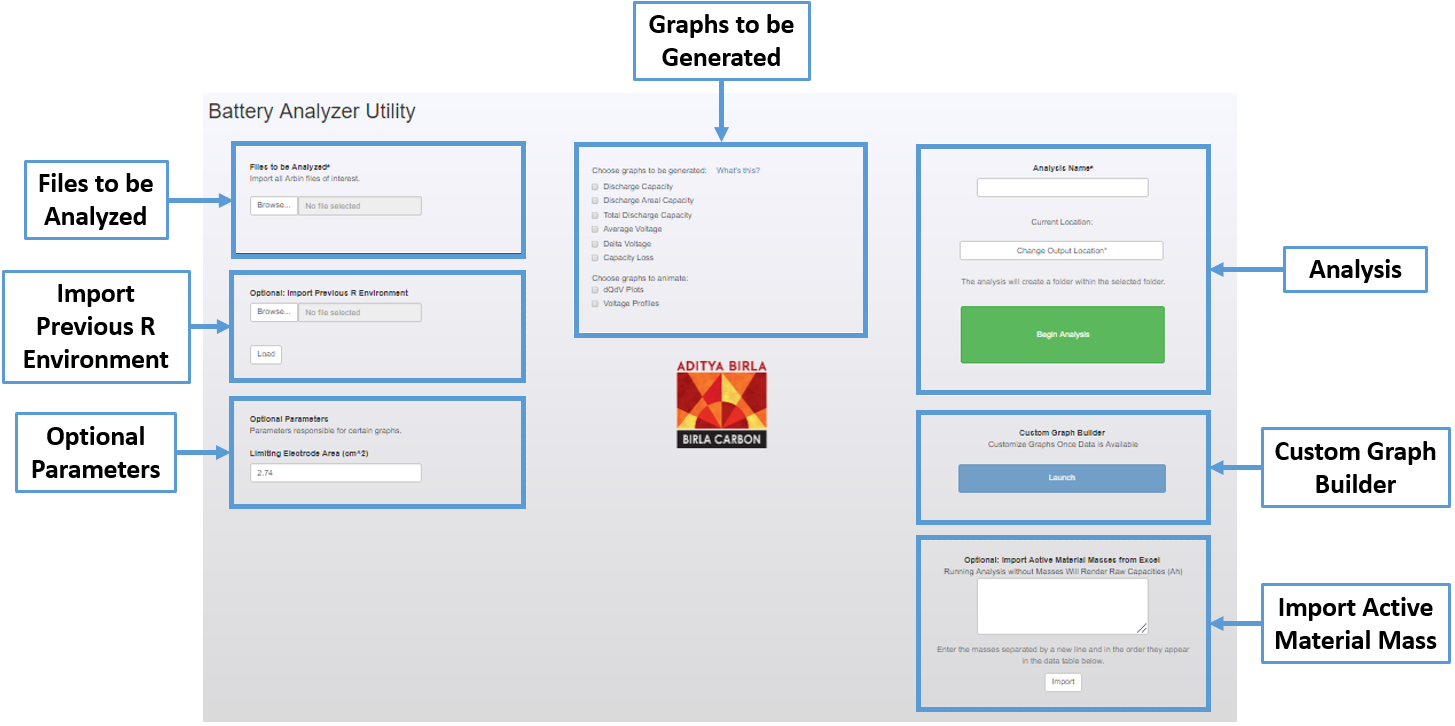 Graphs to be
Generated
Battery Analyzer Utility
Files to be
Analyzed
Files to be Analyzed*
Import all Arbin files of interest.
Browse...
No file selected
Import
Previous R
Environment
Optional: Import Previous R Environment
Browse...
No file selected
Load
Optional
Parameters
Optional Parameters
Parameters responsible for certain graphs.
Limiting Electrode Area (cm^2)
2.74
Choose graphs to be generated: What's this?
Discharge Capacity
Discharge Areal Capacity
Total Discharge Capacity
Average Voltage
Delta Voltage
Capacity Loss
Choose graphs to animate:
dQdV Plots
Voltage Profiles
ADITYA BIRLA
BIRLA CARBON
Analysis Name*
Current Location:
Change Output Location*
The analysis will create a folder within the selected folder.
Begin Analysis
Analysis
Custom Graph Builder
Customize Graphs Once Data is Available
Launch
Custom Graph
Builder
Optional: Import Active Material Masses from Excel
Running Analysis without Masses Will Render Raw Capacities (Ah)
Enter the masses separated by a new line and in the order they appear
in the data table below.
Import
Import Active
Material Mass